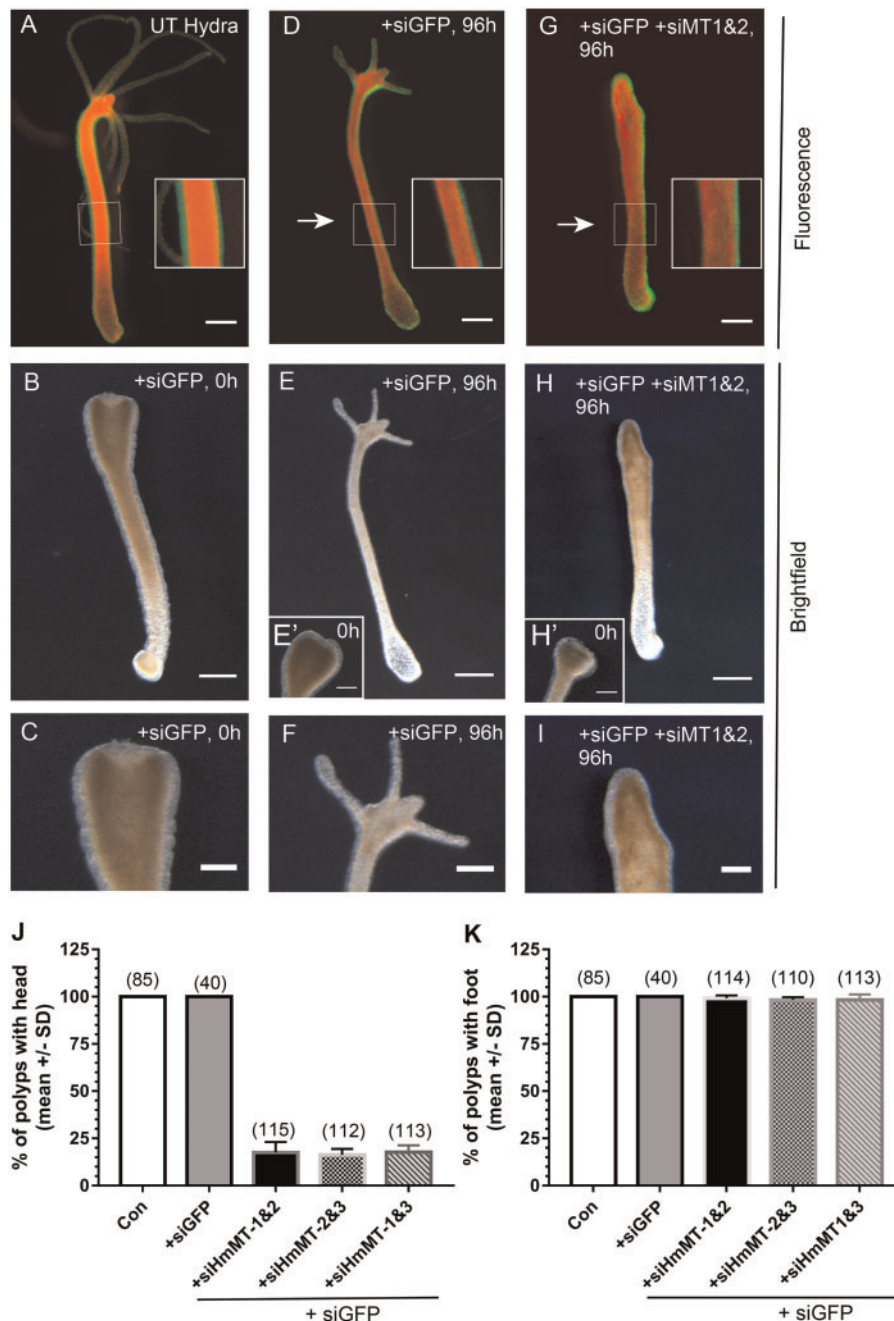 A
UT Hydra
D
+siGFP, 96h
G
+siGFP +siMT1&2,
96h
Fluorescence
B
+siGFP, 0h
E
+siGFP, 96h
H
+siGFP +siMT1&2,
96h
E'
0h
H'
0h
Brightfield
C
+siGFP, 0h
F
+siGFP, 96h
I
+siGFP +siMT1&2,
96h
J
% of polyps with head
(mean +/- SD)
125
100
75
50
25
0
(85)
(40)
(115)
(112)
(113)
Con
+siGFP
+siHmMT-1&2
+siHmMT-2&3
+siHmMT-1&3
+ siGFP
K
% of polyps with foot
(mean +/- SD)
125
100
75
50
25
0
(85)
(40)
(114)
(110)
(113)
Con
+siGFP
+siHmMT-1&2
+siHmMT-2&3
+siHmMT1&3
+ siGFP